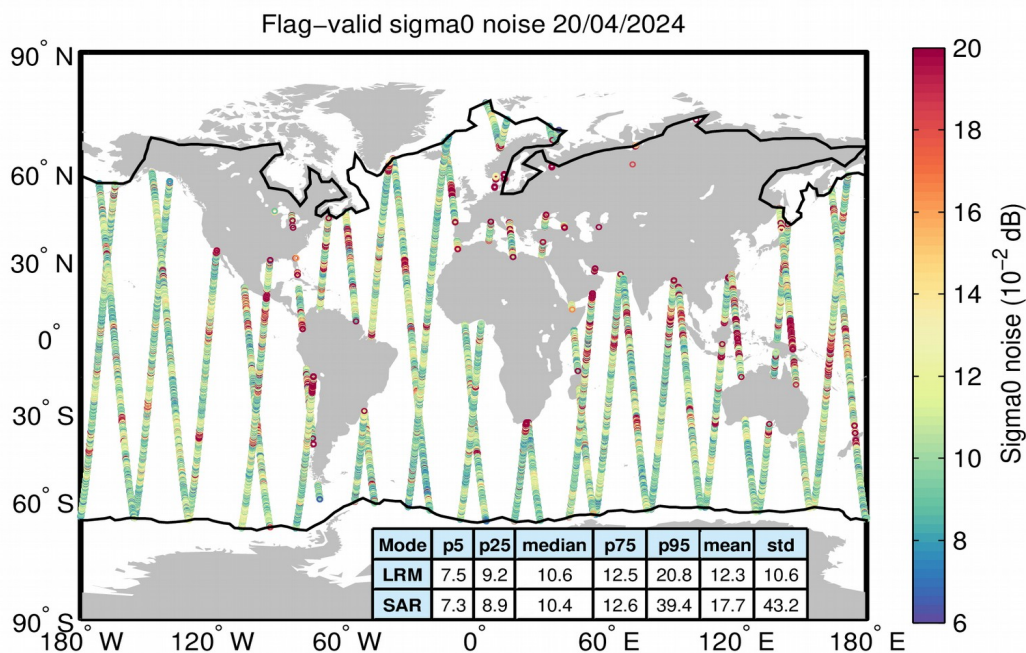 Flag−valid sigma0 noise 20/04/2024
90° N
60° N
30° N
0°
30° S
60° S
90° S
180° W 120° W 60° W 0° 60° E 120° E 180° E
20
18
16
14
12
10
8
6
Sigma0 noise (10⁻² dB)
Mode p5 p25 median p75 p95 mean std
LRM 7.5 9.2 10.6 12.5 20.8 12.3 10.6
SAR 7.3 8.9 10.4 12.6 39.4 17.7 43.2